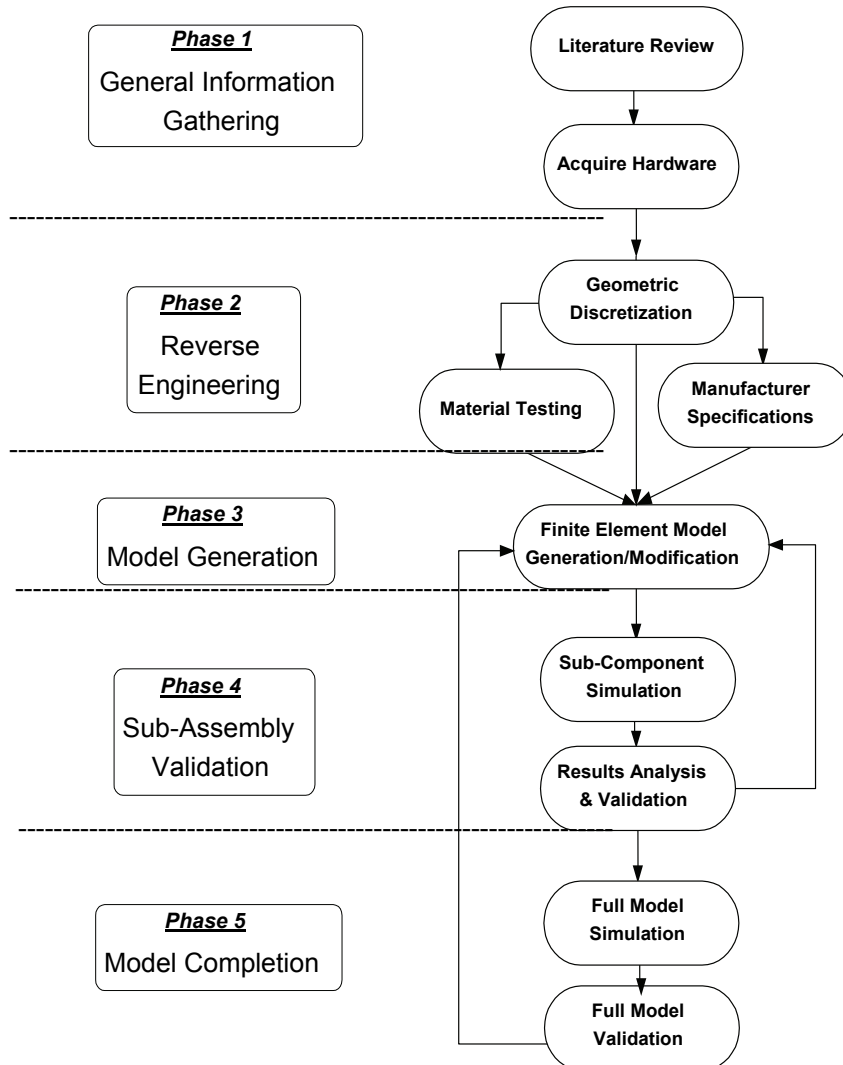 Phase 1
General Information
Gathering
Literature Review
Acquire Hardware
Phase 2
Reverse
Engineering
Geometric
Discretization
Material Testing
Manufacturer
Specifications
Phase 3
Model Generation
Finite Element Model
Generation/Modification
Phase 4
Sub-Assembly
Validation
Sub-Component
Simulation
Results Analysis
& Validation
Phase 5
Model Completion
Full Model
Simulation
Full Model
Validation